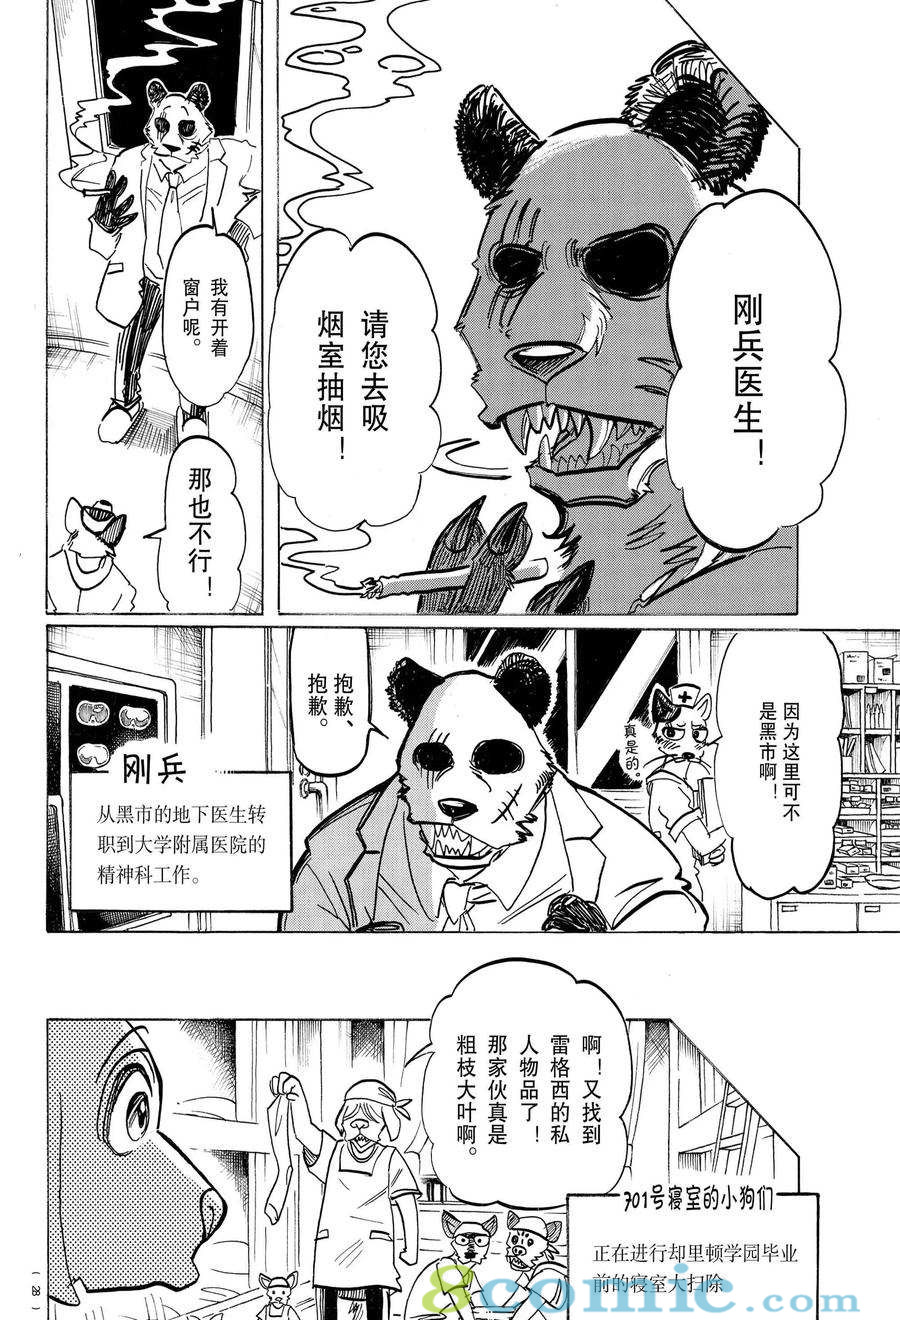 刚兵医生！
请您去吸
烟室抽烟！
我有开着
窗户呢。
那也不行！
因为这里可不
是黑市啊！
真是的。
抱歉、
抱歉。
刚兵
从黑市的地下医生转
职到大学附属医院的
精神科工作。
啊！又找到
雷格西的私
人物品了！
那家伙真是
粗枝大叶啊。
701号寝室的小狗们
正在进行却里顿学园毕业
前的寝室大扫除
8comic.com